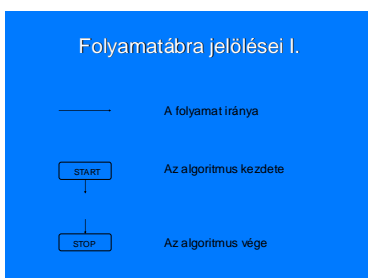 Folyamatábra jelölései I.
A folyamat iránya
START
Az algoritmus kezdete
STOP
Az algoritmus vége